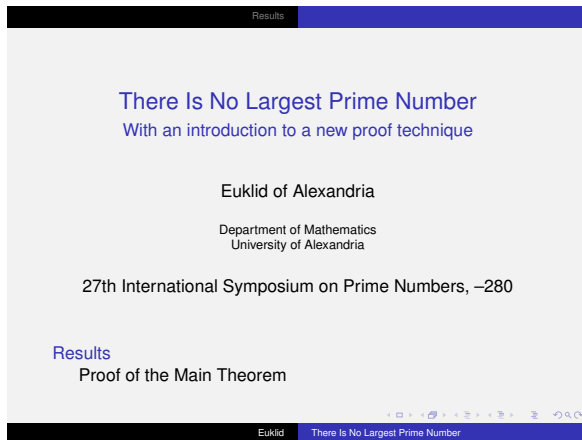 Results
There Is No Largest Prime Number
With an introduction to a new proof technique
Euklid of Alexandria
Department of Mathematics
University of Alexandria
27th International Symposium on Prime Numbers, –280
Results
Proof of the Main Theorem
Euklid There Is No Largest Prime Number